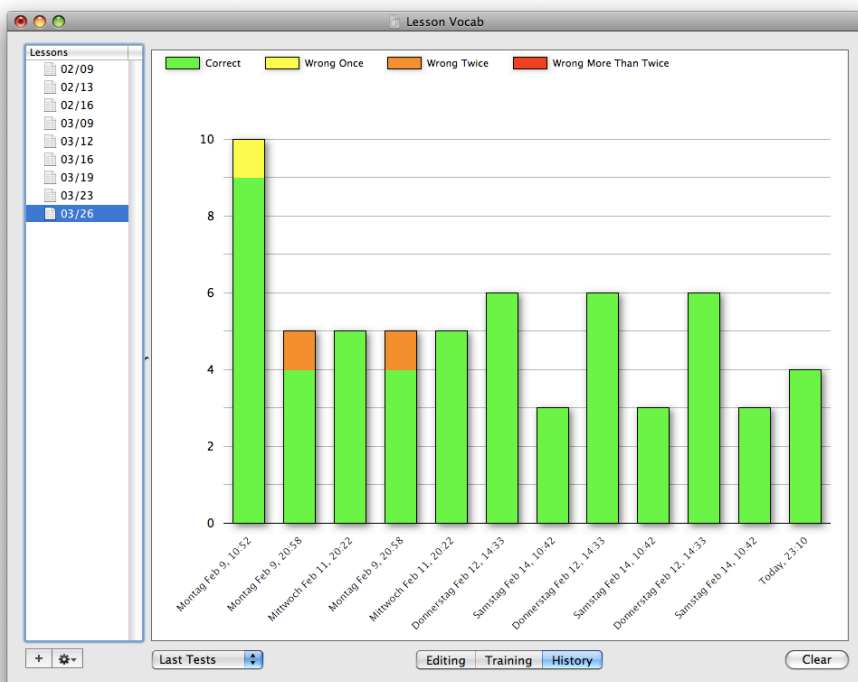 Lesson Vocab
Lessons
02/09
02/13
02/16
03/09
03/12
03/16
03/19
03/23
03/26
Correct Wrong Once Wrong Twice Wrong More Than Twice
10
8
6
4
2
0
Montag Feb 9, 10:52
Montag Feb 9, 20:58
Mittwoch Feb 11, 20:22
Montag Feb 9, 20:58
Mittwoch Feb 11, 20:22
Donnerstag Feb 12, 14:33
Samstag Feb 14, 10:42
Donnerstag Feb 12, 14:33
Samstag Feb 14, 10:42
Donnerstag Feb 12, 14:33
Samstag Feb 14, 10:42
Today, 23:10
+ Last Tests Editing Training History Clear